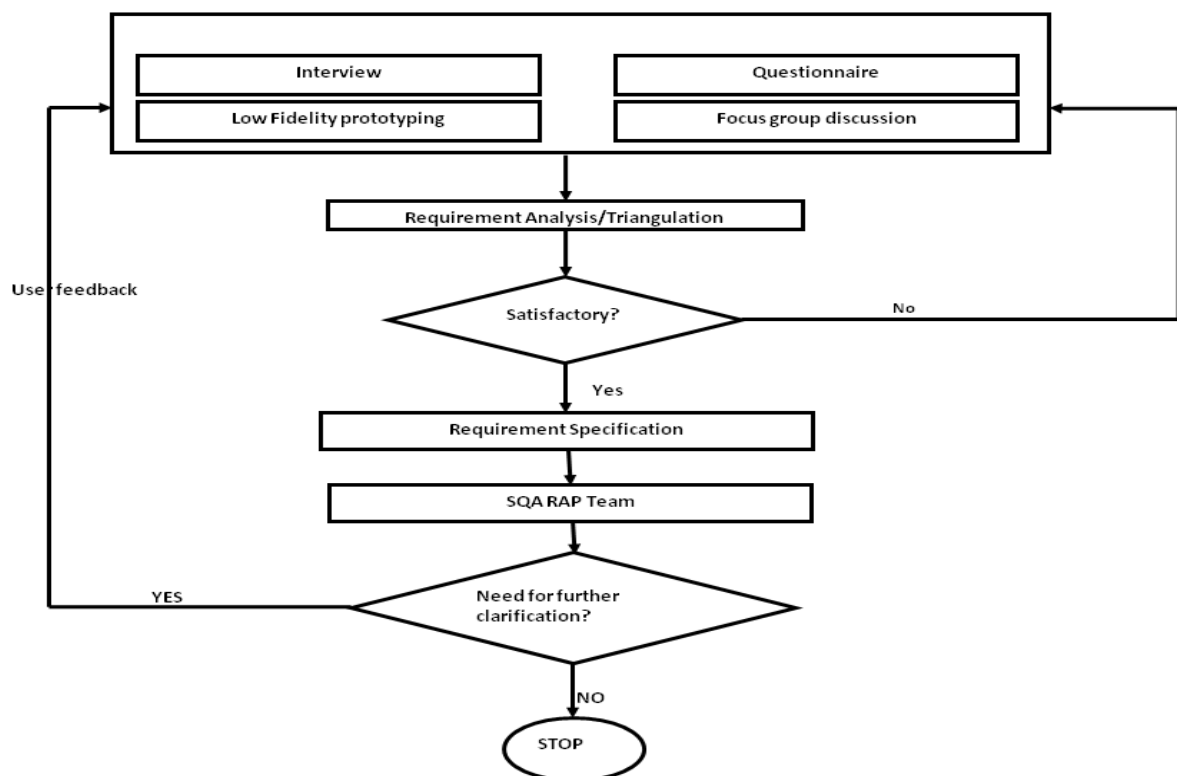 Interview
Questionnaire
Low Fidelity prototyping
Focus group discussion
Requirement Analysis/Triangulation
User feedback
Satisfactory?
No
Yes
Requirement Specification
SQA RAP Team
YES
Need for further
clarification?
NO
STOP